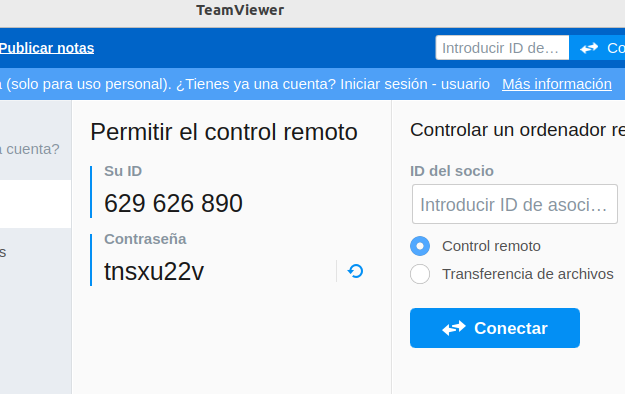 TeamViewer
Publicar notas
Introducir ID de...
Co
(solo para uso personal). ¿Tienes ya una cuenta? Iniciar sesión - usuario Más información
cuenta?
Permitir el control remoto
Su ID
629 626 890
Contraseña
tnsxu22v
Controlar un ordenador re
ID del socio
Introducir ID de asoci...
Control remoto
Transferencia de archivos
Conectar